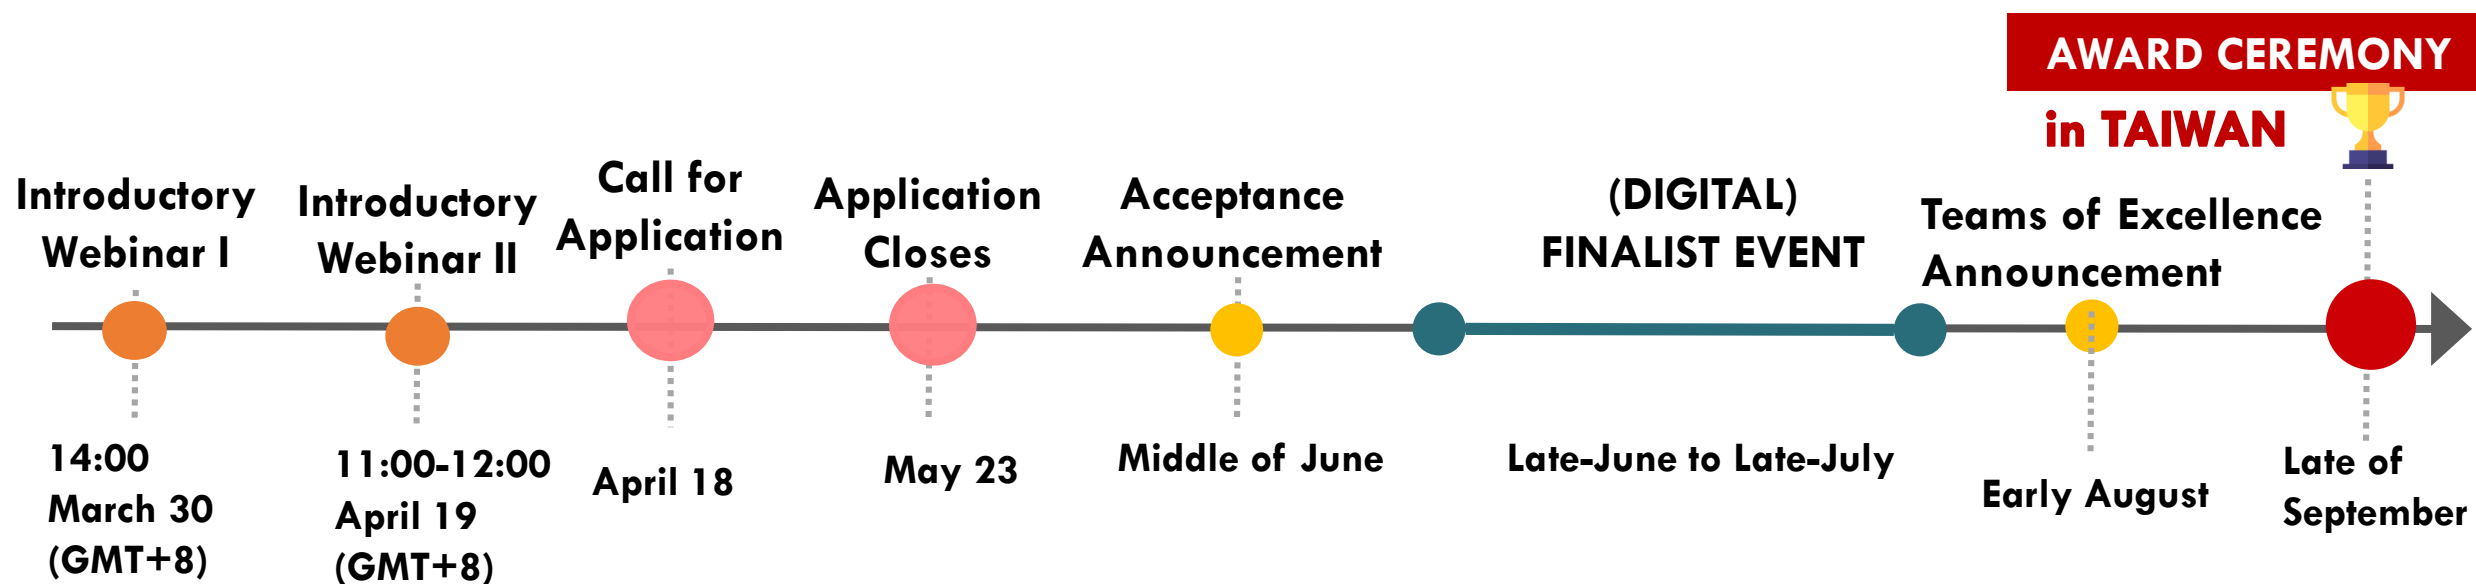 AWARD CEREMONY
in TAIWAN
Introductory
Webinar I
Introductory
Webinar II
Call for
Application
Application
Closes
Acceptance
Announcement
(DIGITAL)
FINALIST EVENT
Teams of Excellence
Announcement
14:00
March 30
(GMT+8)
11:00-12:00
April 19
(GMT+8)
April 18
May 23
Middle of June
Late-June to Late-July
Early August
Late of
September